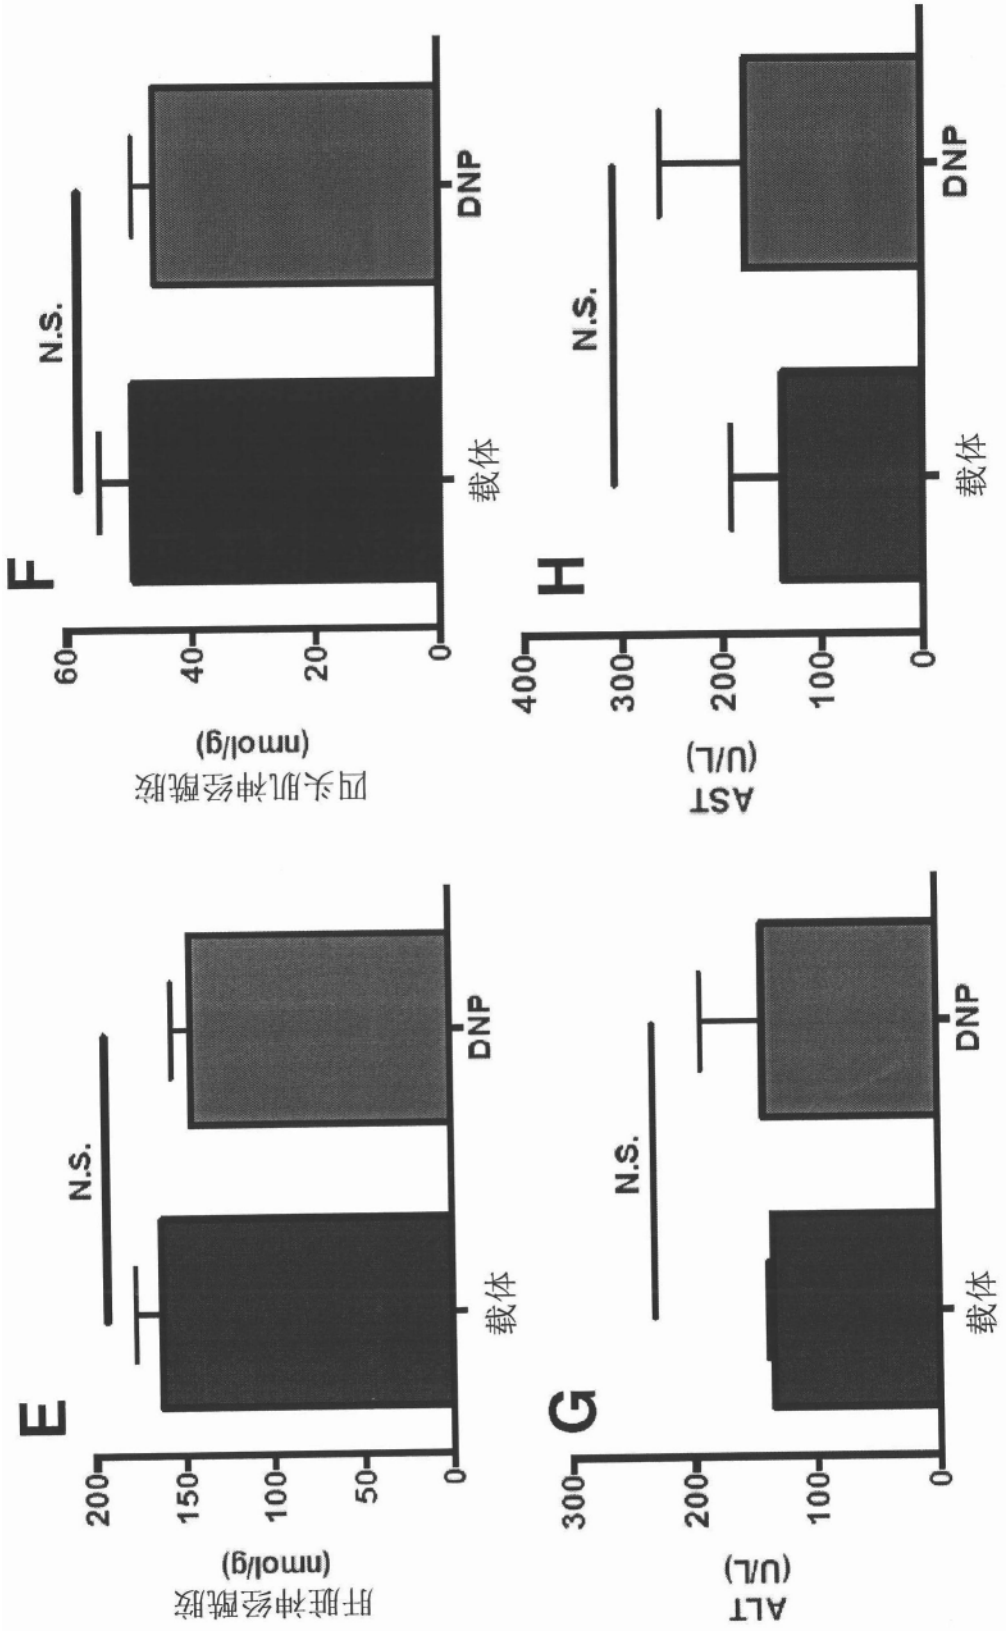 E
肝脏神经酰胺
(nmol/g)
200
150
100
50
0
N.S.
载体
DNP
F
四头肌神经酰胺
(nmol/g)
60
40
20
0
N.S.
载体
DNP
G
ALT
(U/L)
300
200
100
0
N.S.
载体
DNP
H
AST
(U/L)
400
300
200
100
0
N.S.
载体
DNP